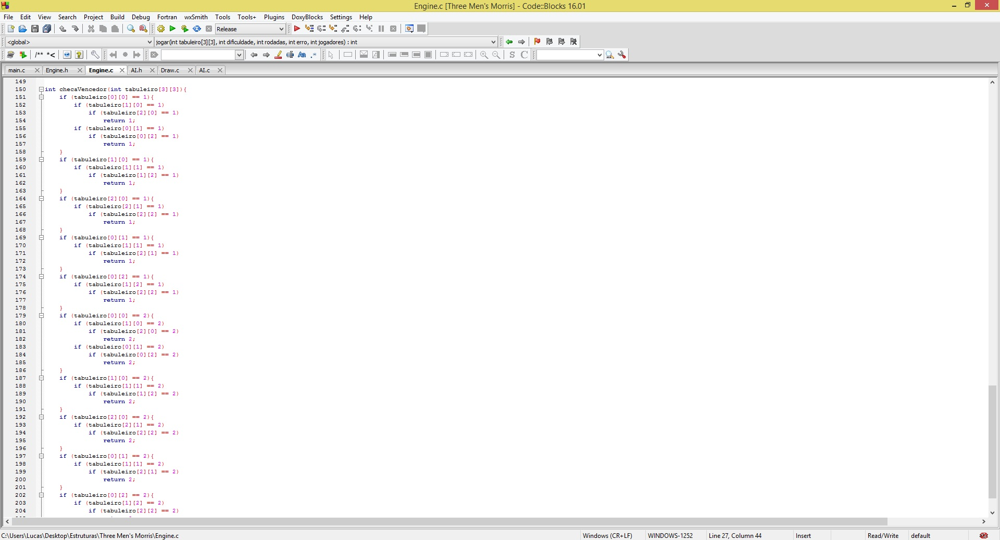 Engine.c [Three Men's Morris] - Code::Blocks 16.01
File Edit View Search Project Build Debug Fortran wxSmith Tools Tools+ Plugins DoxyBlocks Settings Help
Release
<global> jogar(int tabuleiro[3][3], int dificuldade, int rodadas, int erro, int jogadores) : int
/** *<
main.c Engine.h Engine.c AI.h Draw.c AI.c
149
150 int checaVencedor(int tabuleiro[3][3]){
151 if (tabuleiro[0][0] == 1){
152 if (tabuleiro[1][0] == 1)
153 if (tabuleiro[2][0] == 1)
154 return 1;
155 if (tabuleiro[0][1] == 1)
156 if (tabuleiro[0][2] == 1)
157 return 1;
158 }
159 if (tabuleiro[1][0] == 1){
160 if (tabuleiro[1][1] == 1)
161 if (tabuleiro[1][2] == 1)
162 return 1;
163 }
164 if (tabuleiro[2][0] == 1){
165 if (tabuleiro[2][1] == 1)
166 if (tabuleiro[2][2] == 1)
167 return 1;
168 }
169 if (tabuleiro[0][1] == 1){
170 if (tabuleiro[1][1] == 1)
171 if (tabuleiro[2][1] == 1)
172 return 1;
173 }
174 if (tabuleiro[0][2] == 1){
175 if (tabuleiro[1][2] == 1)
176 if (tabuleiro[2][2] == 1)
177 return 1;
178 }
179 if (tabuleiro[0][0] == 2){
180 if (tabuleiro[1][0] == 2)
181 if (tabuleiro[2][0] == 2)
182 return 2;
183 if (tabuleiro[0][1] == 2)
184 if (tabuleiro[0][2] == 2)
185 return 2;
186 }
187 if (tabuleiro[1][0] == 2){
188 if (tabuleiro[1][1] == 2)
189 if (tabuleiro[1][2] == 2)
190 return 2;
191 }
192 if (tabuleiro[2][0] == 2){
193 if (tabuleiro[2][1] == 2)
194 if (tabuleiro[2][2] == 2)
195 return 2;
196 }
197 if (tabuleiro[0][1] == 2){
198 if (tabuleiro[1][1] == 2)
199 if (tabuleiro[2][1] == 2)
200 return 2;
201 }
202 if (tabuleiro[0][2] == 2){
203 if (tabuleiro[1][2] == 2)
204 if (tabuleiro[2][2] == 2)
C:\Users\Lucas\Desktop\Estruturas\Three Men's Morris\Engine.c Windows (CR+LF) WINDOWS-1252 Line 27, Column 44 Insert Read/Write default